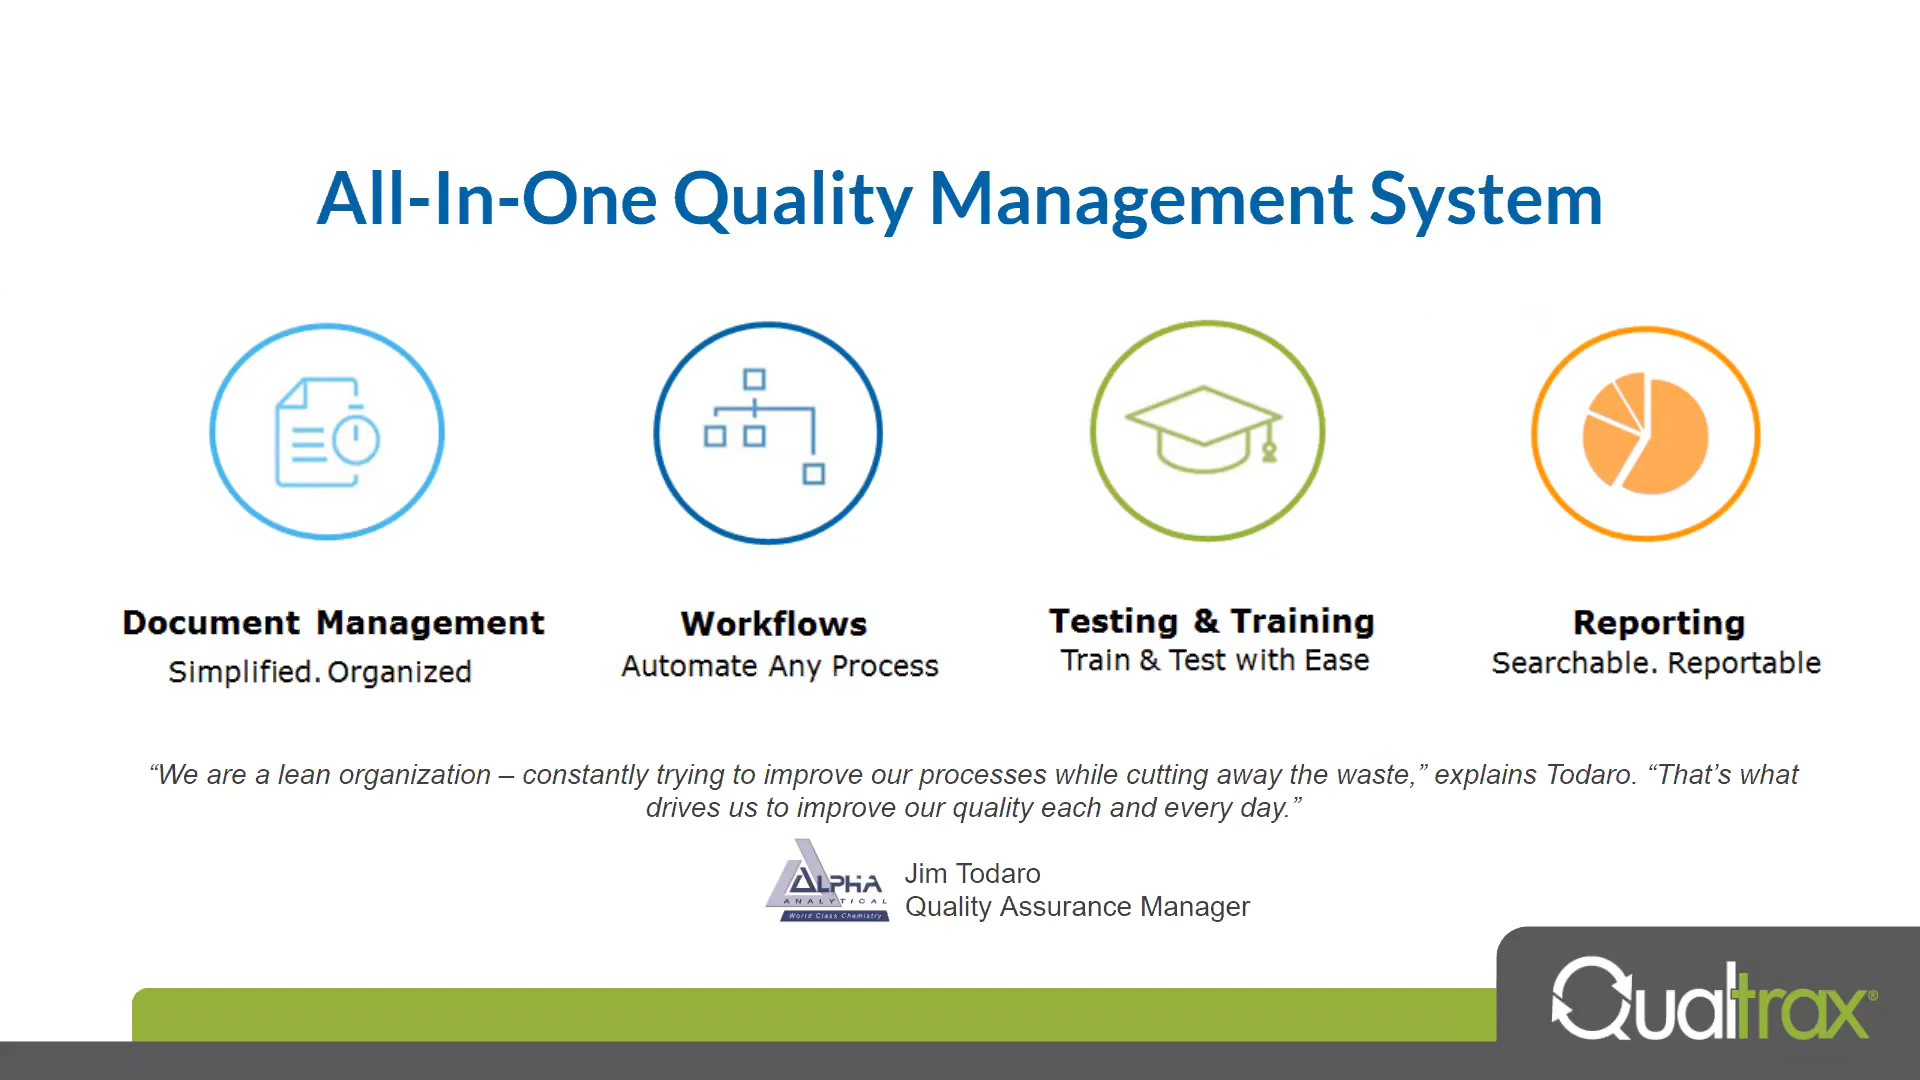 All-In-One Quality Management System
Document Management
Simplified. Organized
Workflows
Automate Any Process
Testing & Training
Train & Test with Ease
Reporting
Searchable. Reportable
“We are a lean organization – constantly trying to improve our processes while cutting away the waste,” explains Todaro. “That’s what
drives us to improve our quality each and every day.”
ALPHA
ANALYTICAL
World Class Chemistry
Jim Todaro
Quality Assurance Manager
Qualtrax®